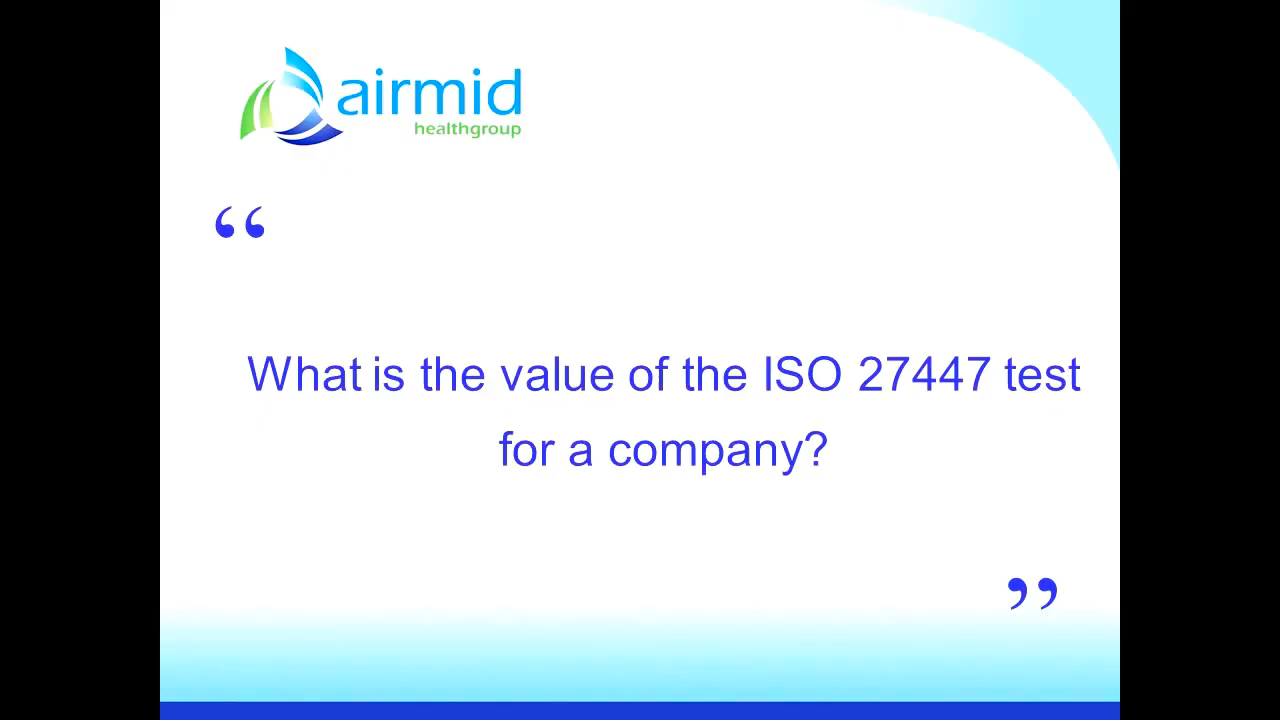 airmid
healthgroup
“
What is the value of the ISO 27447 test
for a company?
”